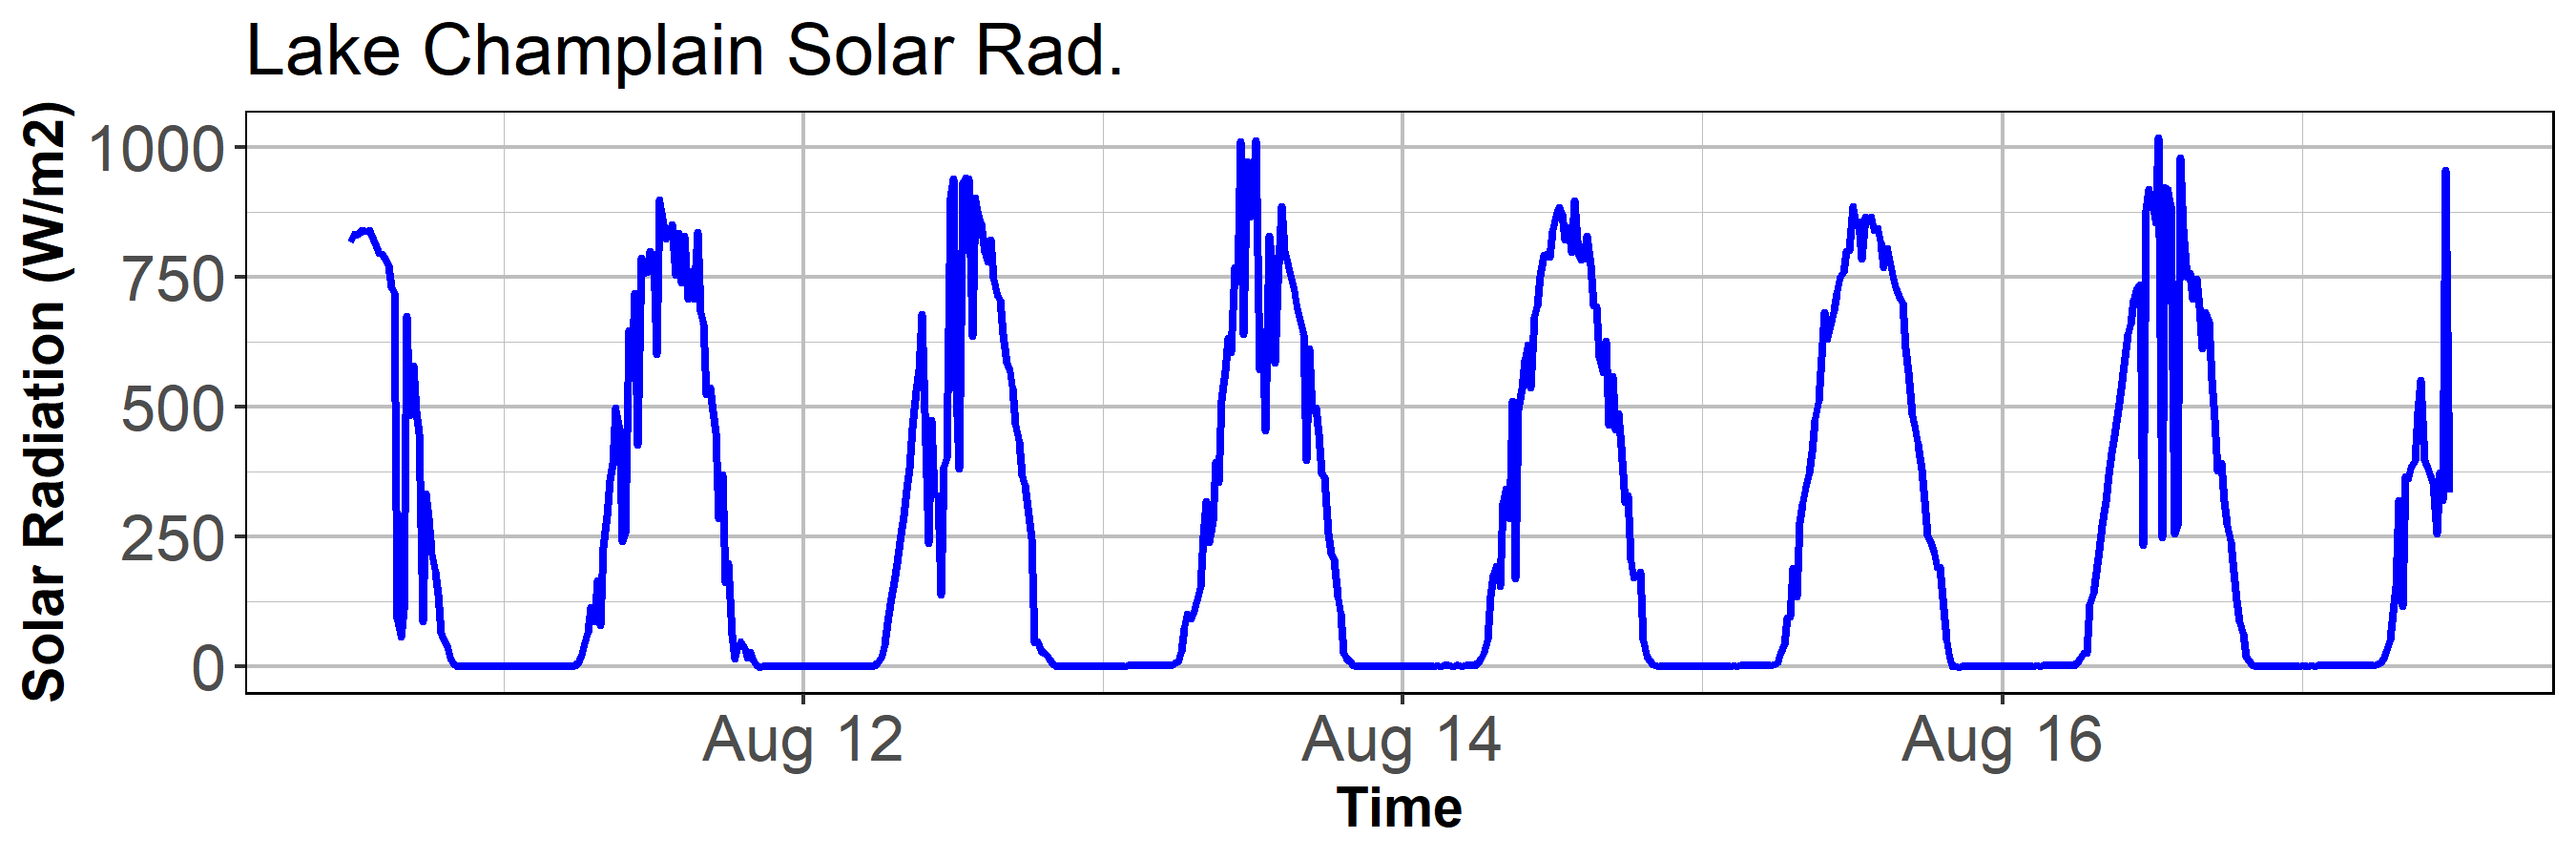 Lake Champlain Solar Rad.
Solar Radiation (W/m2)
1000
750
500
250
0
Aug 12
Aug 14
Aug 16
Time